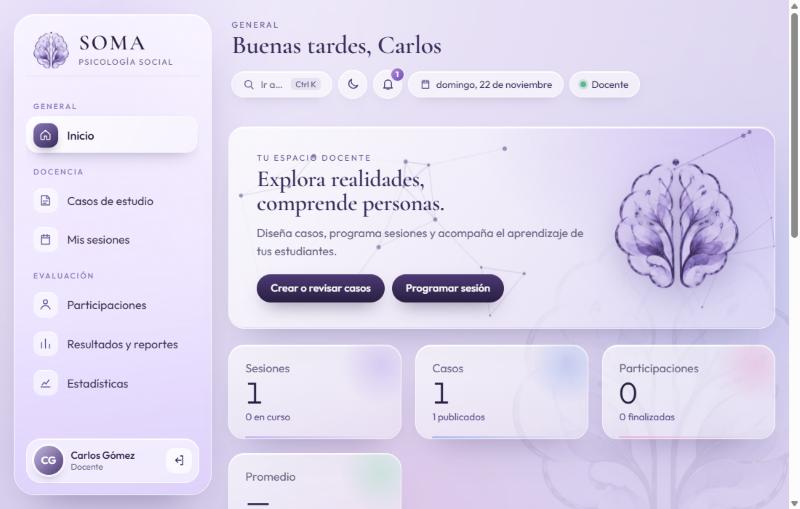 SOMA
PSICOLOGÍA SOCIAL
GENERAL
Inicio
DOCENCIA
Casos de estudio
Mis sesiones
EVALUACIÓN
Participaciones
Resultados y reportes
Estadísticas
CG
Carlos Gómez
Docente
GENERAL
Buenas tardes, Carlos
Ir a... Ctrl K
1
domingo, 22 de noviembre
Docente
TU ESPACIO DOCENTE
Explora realidades,
comprende personas.
Diseña casos, programa sesiones y acompaña el aprendizaje de
tus estudiantes.
Crear o revisar casos
Programar sesión
Sesiones
1
0 en curso
Casos
1
1 publicados
Participaciones
0
0 finalizadas
Promedio
—